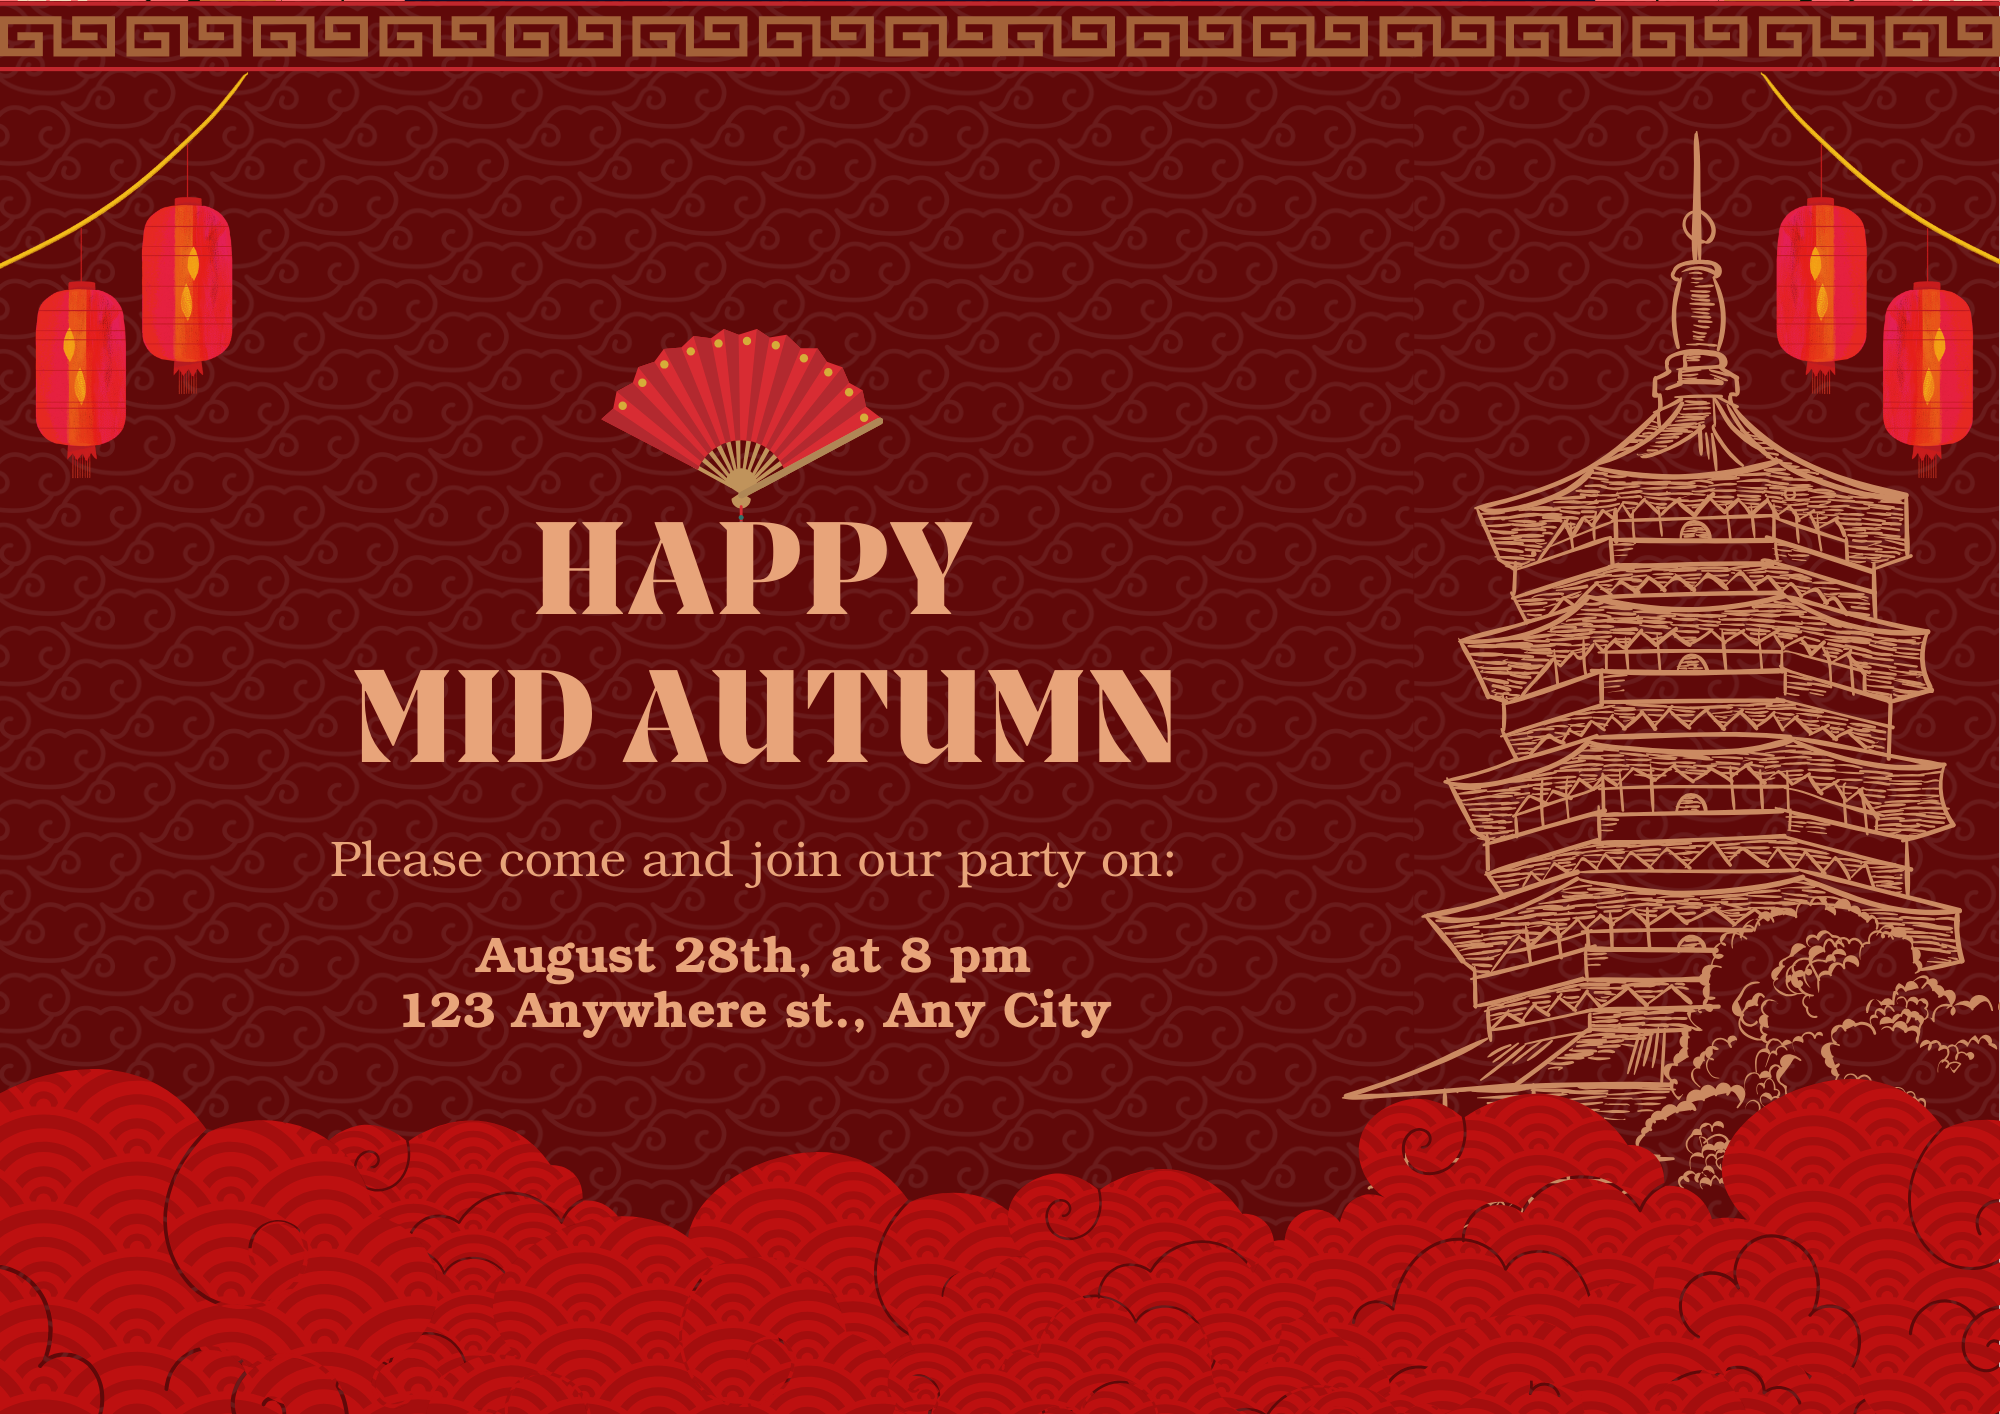 HAPPY
MID AUTUMN
Please come and join our party on:
August 28th, at 8 pm
123 Anywhere st., Any City